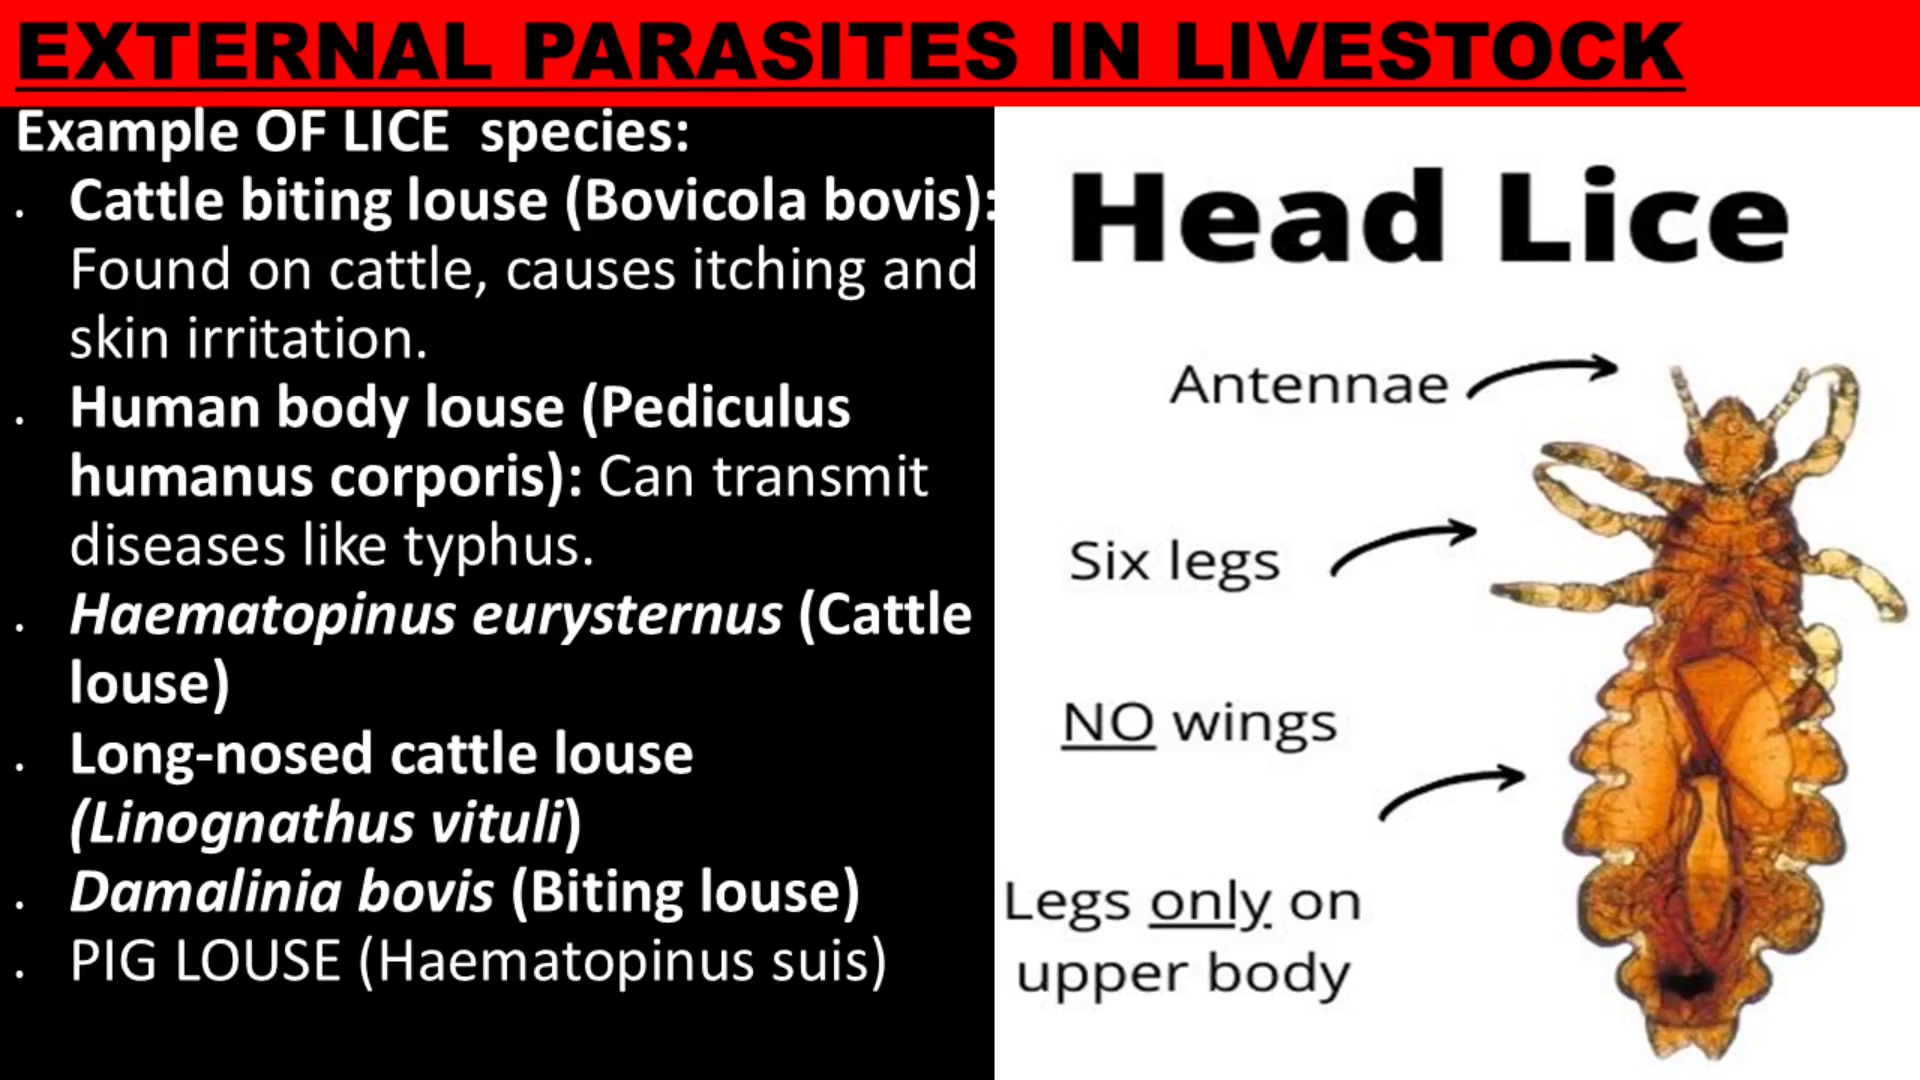 EXTERNAL PARASITES IN LIVESTOCK
Example OF LICE  species:
. Cattle biting louse (Bovicola bovis):
Found on cattle, causes itching and
skin irritation.
. Human body louse (Pediculus
humanus corporis): Can transmit
diseases like typhus.
. Haematopinus eurysternus (Cattle
louse)
. Long-nosed cattle louse
(Linognathus vituli)
. Damalinia bovis (Biting louse)
. PIG LOUSE (Haematopinus suis)
Head Lice
Antennae
Six legs
NO wings
Legs only on
upper body